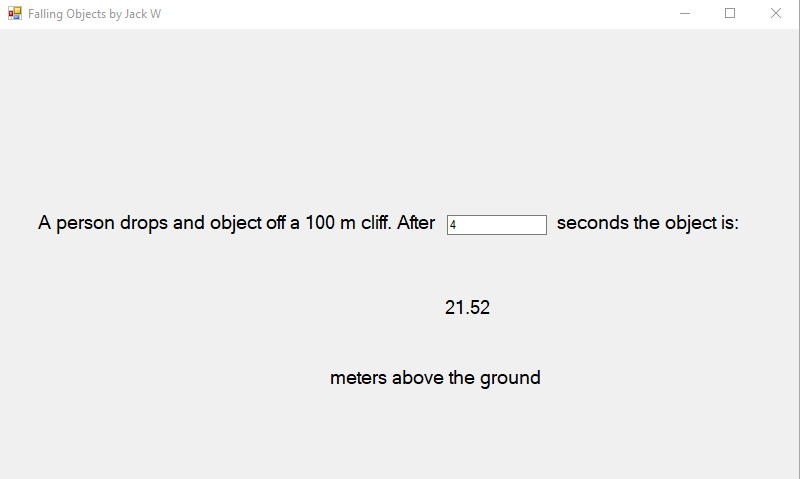 Falling Objects by Jack W
A person drops and object off a 100 m cliff. After 4 seconds the object is:
21.52
meters above the ground